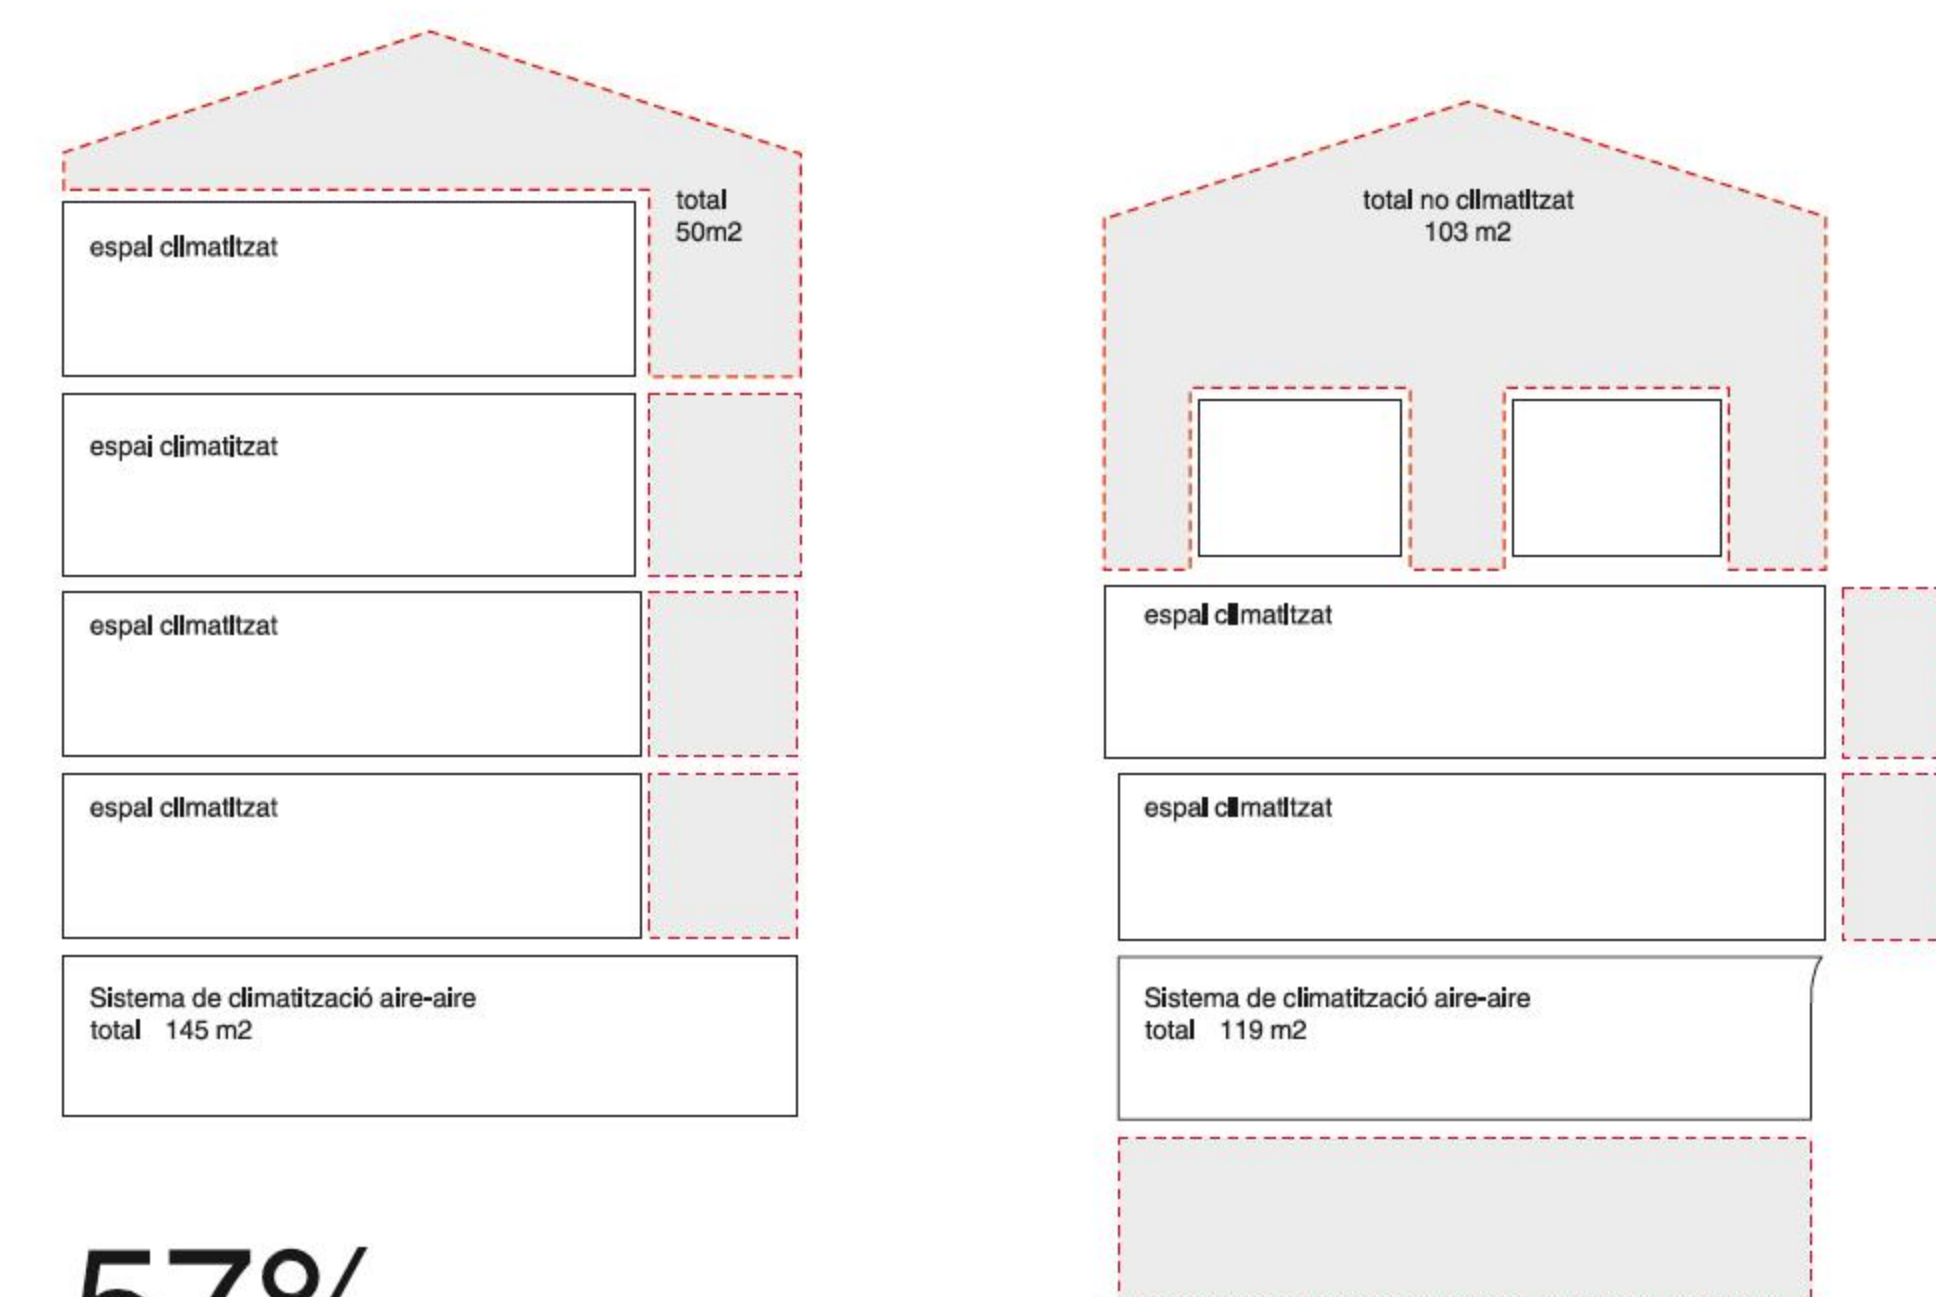 total
50m2
espai climatitzat
espai climatitzat
espai climatitzat
espai climatitzat
Sistema de climatització aire-aire
total 145 m2
57%
total no climatitzat
103 m2
espai climatitzat
espai climatitzat
Sistema de climatització aire-aire
total 119 m2